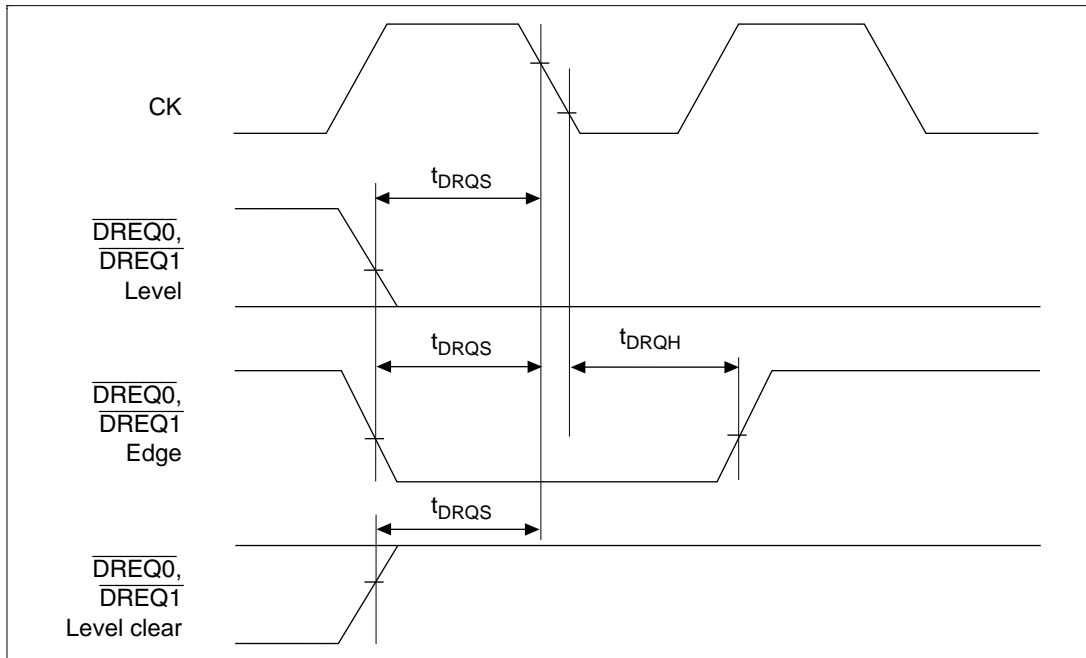 CK
tDRQS
DREQ0,
DREQ1
Level
tDRQS
tDRQH
DREQ0,
DREQ1
Edge
tDRQS
DREQ0,
DREQ1
Level clear